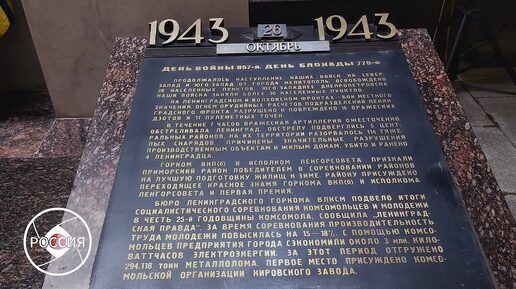 1943 26 1943
ОКТЯБРЬ
ДЕНЬ ВОЙНЫ 857-й. ДЕНЬ БЛОКАДЫ 778-й
ПРОДОЛЖАЛОСЬ НАСТУПЛЕНИЕ НАШИХ ВОЙСК НА СЕВЕР,
ЗАПАД И ЮГО-ЗАПАД ОТ ГОРОДА МЕЛИТОПОЛЬ. ОСВОБОЖДЕНО
20 НАСЕЛЕННЫХ ПУНКТОВ. ЮГО-ЗАПАДНЕЕ ДНЕПРОПЕТРОВСКА
НАШИ ВОЙСКА ЗАНЯЛИ БОЛЕЕ 30 НАСЕЛЕННЫХ ПУНКТОВ.
НА ЛЕНИНГРАДСКОМ И ВОЛХОВСКОМ ФРОНТАХ БОИ МЕСТНОГО
ЗНАЧЕНИЯ. ОГНЕМ ОРУДИЙНЫХ РАСЧЕТОВ ПОДРАЗДЕЛЕНИЙ ЛЕНИН
ГРАДСКОГО ФРОНТА РАЗРУШЕНО И ПОВРЕЖДЕНО 19 ВРАЖЕСКИХ
ДЗОТОВ И 11 ПУЛЕМЕТНЫХ ТОЧЕК.
В ТЕЧЕНИЕ 7 ЧАСОВ ВРАЖЕСКАЯ АРТИЛЛЕРИЯ ОЖЕСТОЧЕННО
ОБСТРЕЛИВАЛА ЛЕНИНГРАД. ОБСТРЕЛУ ПОДВЕРГЛИСЬ 5 ЦЕНТ-
РАЛЬНЫХ РАЙОНОВ. НА ИХ ТЕРРИТОРИИ РАЗОРВАЛОСЬ 114 ТЯЖЕ-
ЛЫХ СНАРЯДОВ. ПРИЧИНЕНЫ ЗНАЧИТЕЛЬНЫЕ РАЗРУШЕНИЯ
ПРОИЗВОДСТВЕННЫМ ОБЪЕКТАМ И ЖИЛЫМ ДОМАМ. УБИТО И РАНЕНО
4 ЛЕНИНГРАДЦА.
ГОРКОМ ВКП(б) И ИСПОЛКОМ ЛЕНГОРСОВЕТА ПРИЗНАЛИ
ПРИМОРСКИЙ РАЙОН ПОБЕДИТЕЛЕМ В СОРЕВНОВАНИИ РАЙОНОВ
НА ЛУЧШУЮ ПОДГОТОВКУ ЖИЛИЩ К ЗИМЕ. РАЙОНУ ПРИСУЖДЕНО
ПЕРЕХОДЯЩЕЕ КРАСНОЕ ЗНАМЯ ГОРКОМА ВКП(б) И ИСПОЛКОМА
ЛЕНГОРСОВЕТА И ПЕРВАЯ ПРЕМИЯ.
БЮРО ЛЕНИНГРАДСКОГО ГОРКОМА ВЛКСМ ПОДВЕЛО ИТОГИ
СОЦИАЛИСТИЧЕСКОГО СОРЕВНОВАНИЯ КОМСОМОЛЬЦЕВ И МОЛОДЕЖИ
В ЧЕСТЬ 25-й ГОДОВЩИНЫ КОМСОМОЛА, СООБЩИЛА „ЛЕНИНГРАД-
СКАЯ ПРАВДА“. ЗА ВРЕМЯ СОРЕВНОВАНИЯ ПРОИЗВОДИТЕЛЬНОСТЬ
ТРУДА МОЛОДЕЖИ ПОВЫСИЛАСЬ НА 15—18%. С ПОМОЩЬЮ КОМСО-
МОЛЬЦЕВ ПРЕДПРИЯТИЯ ГОРОДА СЭКОНОМИЛИ ОКОЛО 3 МЛН. КИЛО-
ВАТТЧАСОВ ЭЛЕКТРОЭНЕРГИИ. ЗА ЭТОТ ПЕРИОД ОТГРУЖЕНО
294.118 ТОНН МЕТАЛЛОЛОМА. ПЕРВОЕ МЕСТО ПРИСУЖДЕНО КОМСО-
МОЛЬСКОЙ ОРГАНИЗАЦИИ КИРОВСКОГО ЗАВОДА.
РОССИЯ